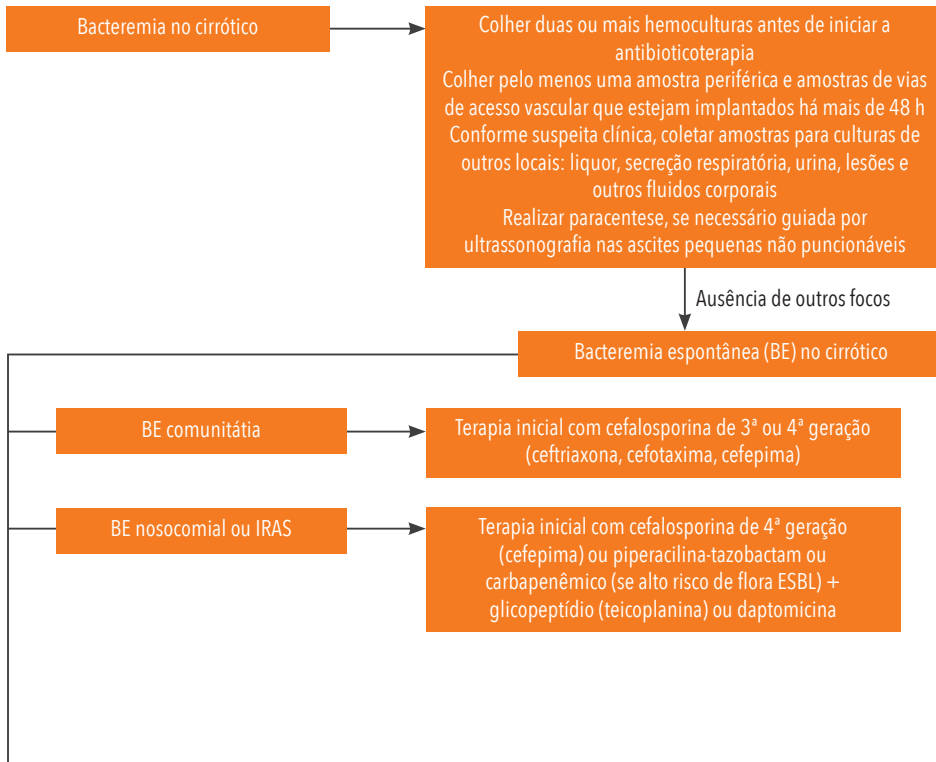 Bacteremia no cirrótico
Colher duas ou mais hemoculturas antes de iniciar a
antibioticoterapia
Colher pelo menos uma amostra periférica e amostras de vias
de acesso vascular que estejam implantados há mais de 48 h
Conforme suspeita clínica, coletar amostras para culturas de
outros locais: liquor, secreção respiratória, urina, lesões e
outros fluidos corporais
Realizar paracentese, se necessário guiada por
ultrassonografia nas ascites pequenas não puncionáveis
Ausência de outros focos
Bacteremia espontânea (BE) no cirrótico
BE comunitátia
Terapia inicial com cefalosporina de 3ª ou 4ª geração
(ceftriaxona, cefotaxima, cefepima)
BE nosocomial ou IRAS
Terapia inicial com cefalosporina de 4ª geração
(cefepima) ou piperacilina-tazobactam ou
carbapenêmico (se alto risco de flora ESBL) +
glicopeptídio (teicoplanina) ou daptomicina